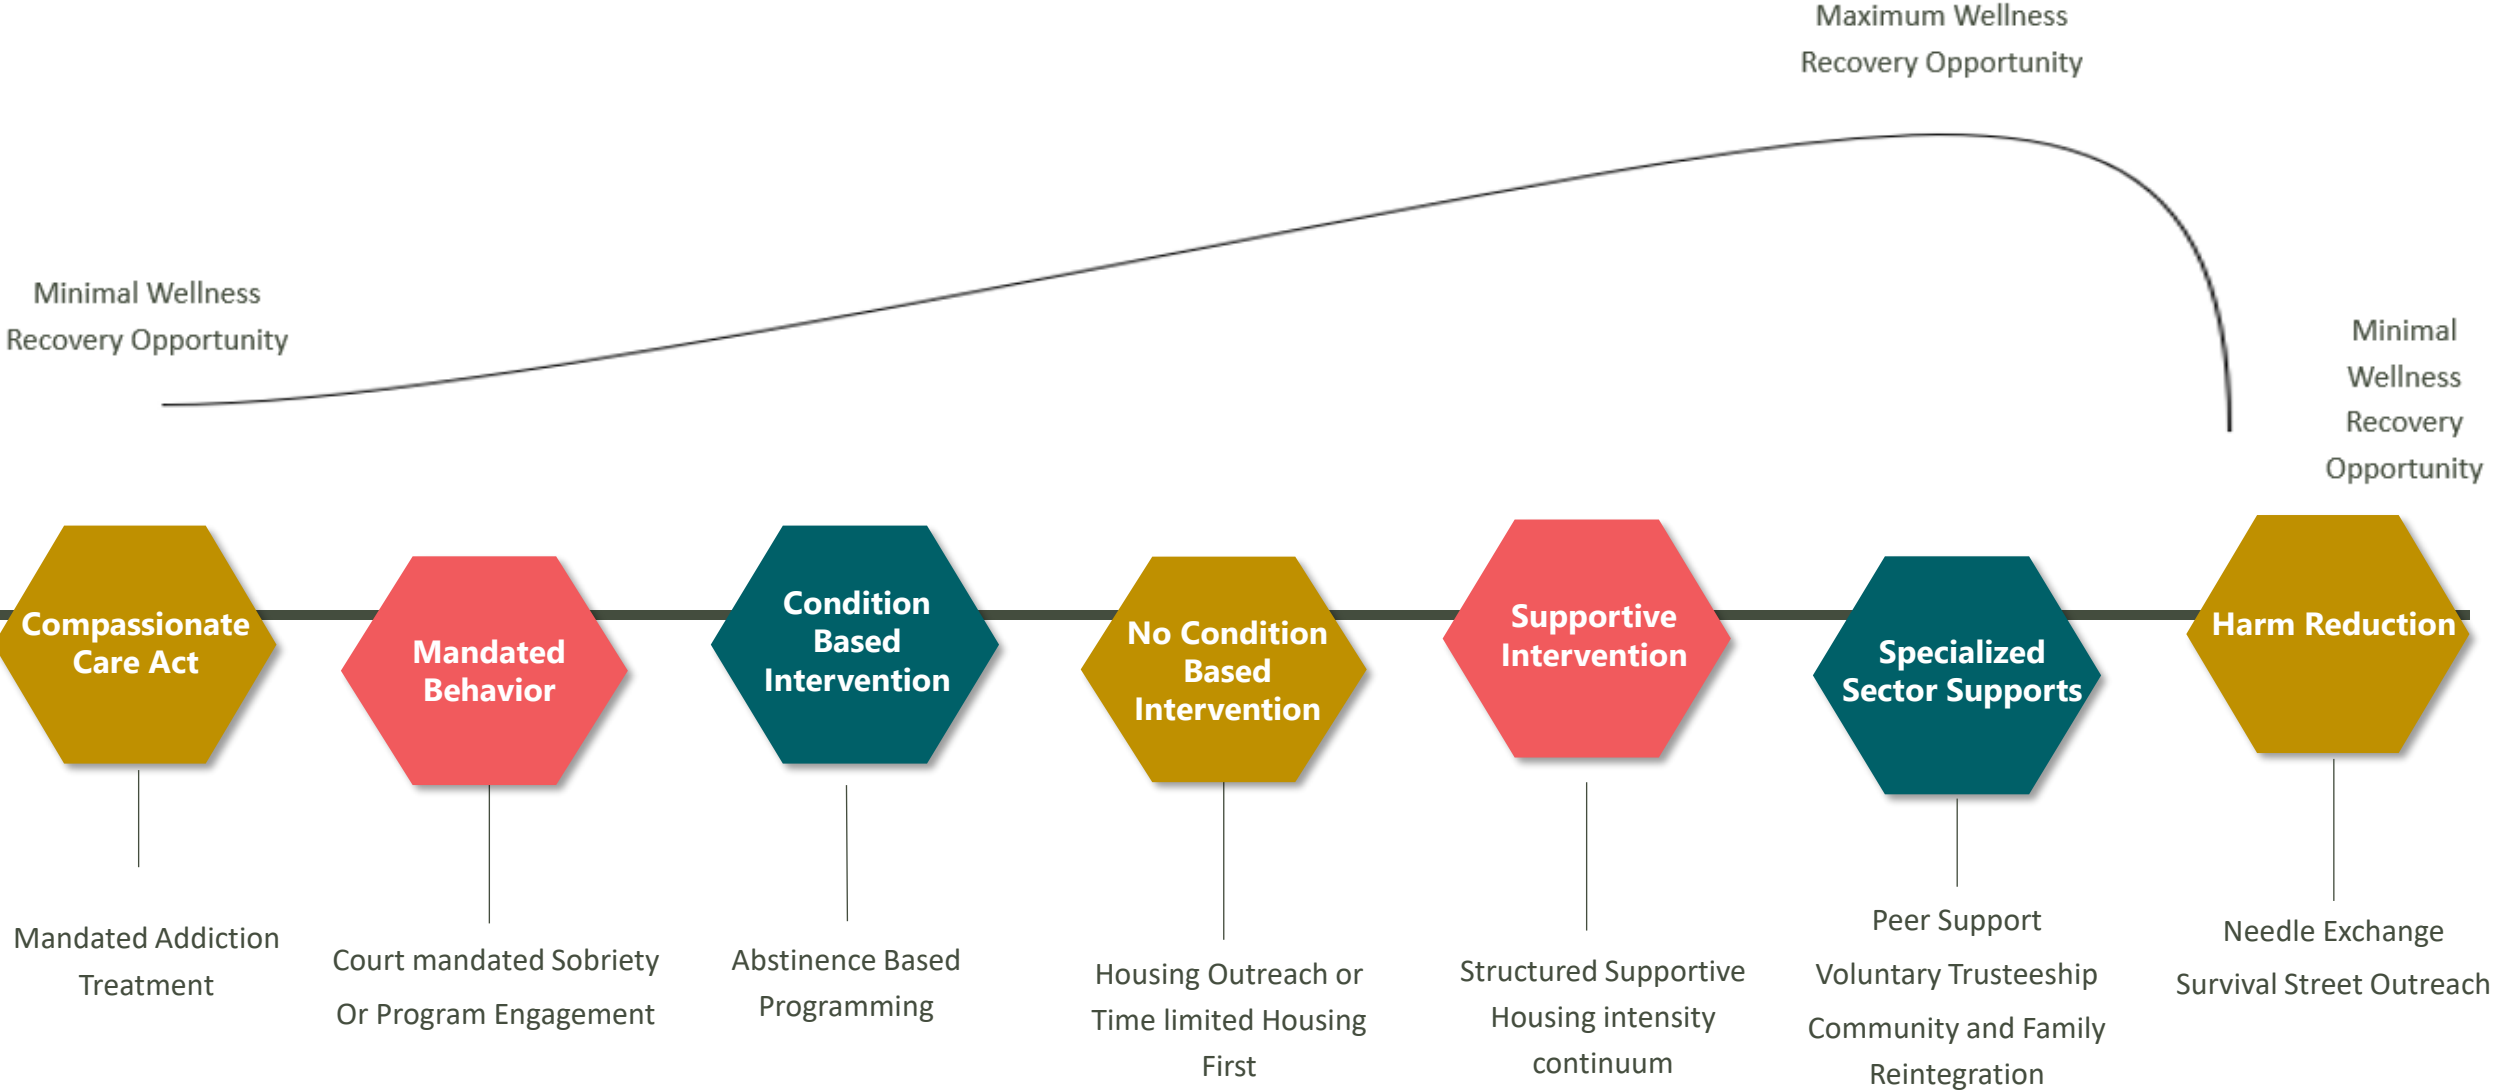 Maximum Wellness
Recovery Opportunity
Minimal Wellness
Recovery Opportunity
Minimal
Wellness
Recovery
Opportunity
Compassionate
Care Act
Mandated
Behavior
Condition
Based
Intervention
No Condition
Based
Intervention
Supportive
Intervention
Specialized
Sector Supports
Harm Reduction
Mandated Addiction
Treatment
Court mandated Sobriety
Or Program Engagement
Abstinence Based
Programming
Housing Outreach or
Time limited Housing
First
Structured Supportive
Housing intensity
continuum
Peer Support
Voluntary Trusteeship
Community and Family
Reintegration
Needle Exchange
Survival Street Outreach